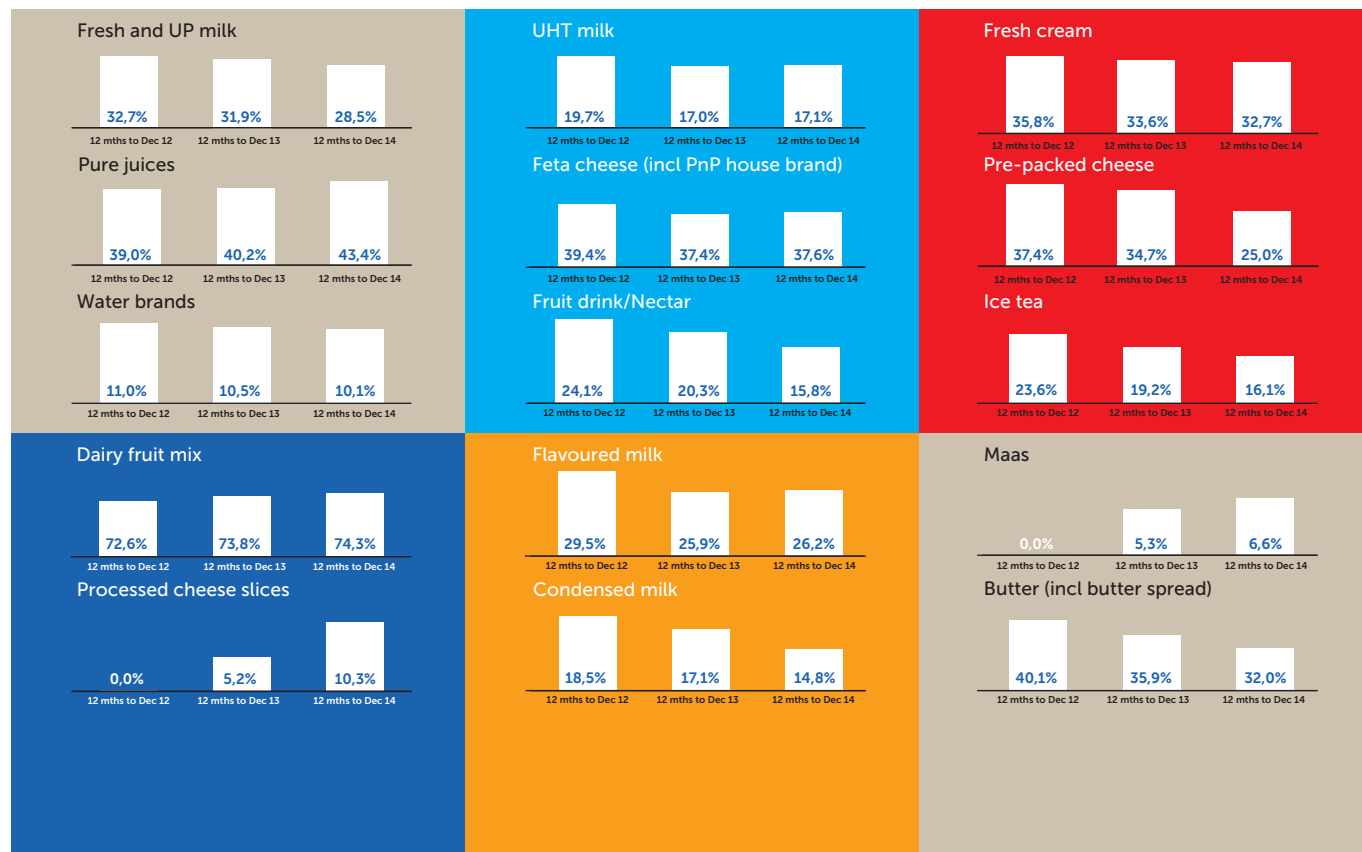 Fresh and UP milk
32,7% 31,9% 28,5%
12 mths to Dec 12 12 mths to Dec 13 12 mths to Dec 14
Pure juices
39,0% 40,2% 43,4%
12 mths to Dec 12 12 mths to Dec 13 12 mths to Dec 14
Water brands
11,0% 10,5% 10,1%
12 mths to Dec 12 12 mths to Dec 13 12 mths to Dec 14
UHT milk
19,7% 17,0% 17,1%
12 mths to Dec 12 12 mths to Dec 13 12 mths to Dec 14
Feta cheese (incl PnP house brand)
39,4% 37,4% 37,6%
12 mths to Dec 12 12 mths to Dec 13 12 mths to Dec 14
Fruit drink/Nectar
24,1% 20,3% 15,8%
12 mths to Dec 12 12 mths to Dec 13 12 mths to Dec 14
Fresh cream
35,8% 33,6% 32,7%
12 mths to Dec 12 12 mths to Dec 13 12 mths to Dec 14
Pre-packed cheese
37,4% 34,7% 25,0%
12 mths to Dec 12 12 mths to Dec 13 12 mths to Dec 14
Ice tea
23,6% 19,2% 16,1%
12 mths to Dec 12 12 mths to Dec 13 12 mths to Dec 14
Dairy fruit mix
72,6% 73,8% 74,3%
12 mths to Dec 12 12 mths to Dec 13 12 mths to Dec 14
Processed cheese slices
0,0% 5,2% 10,3%
12 mths to Dec 12 12 mths to Dec 13 12 mths to Dec 14
Flavoured milk
29,5% 25,9% 26,2%
12 mths to Dec 12 12 mths to Dec 13 12 mths to Dec 14
Condensed milk
18,5% 17,1% 14,8%
12 mths to Dec 12 12 mths to Dec 13 12 mths to Dec 14
Maas
0,0% 5,3% 6,6%
12 mths to Dec 12 12 mths to Dec 13 12 mths to Dec 14
Butter (incl butter spread)
40,1% 35,9% 32,0%
12 mths to Dec 12 12 mths to Dec 13 12 mths to Dec 14